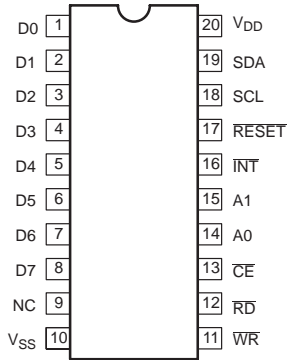 D0 1 20 VDD
D1 2 19 SDA
D2 3 18 SCL
D3 4 17 RESET
D4 5 16 INT
D5 6 15 A1
D6 7 14 A0
D7 8 13 CE
NC 9 12 RD
VSS 10 11 WR